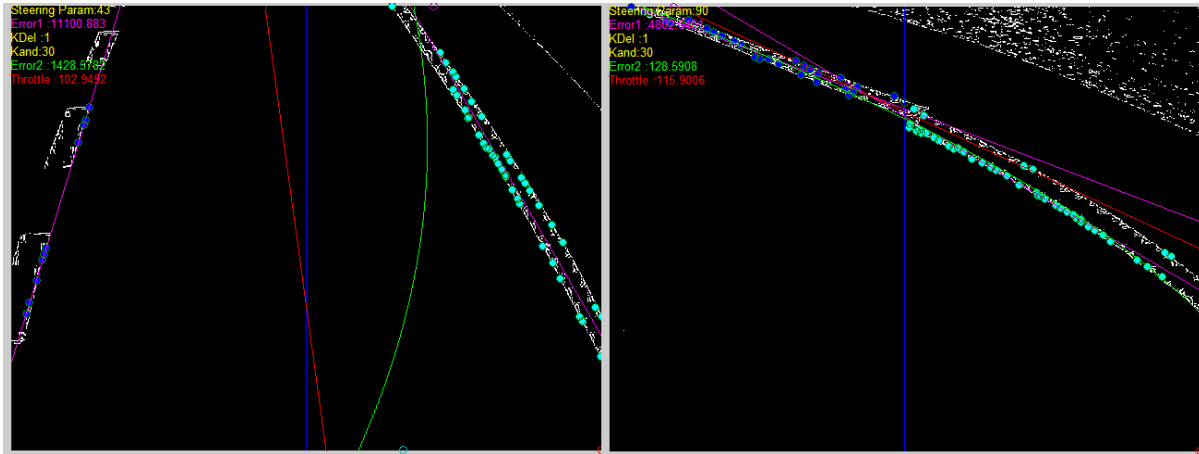 Steering Param:43
Error1 :11100.883
KDel :1
Kand:30
Error2 :1428.5782
Throttle :102.9492
Steering Param:90
KDel :1
Kand:30
Error2 :128.5908
Throttle :115.9006